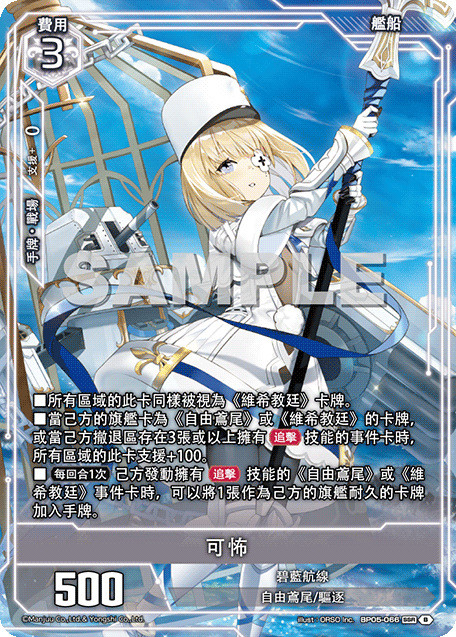 費用
3
艦船
手牌・戰場
支援+ 0
SAMPLE
■所有區域的此卡同樣被視為《維希教廷》卡牌。
■當己方的旗艦卡為《自由鳶尾》或《維希教廷》的卡牌,
或當己方撤退區存在3張或以上擁有 追擊 技能的事件卡時,
所有區域的此卡支援+100。
■ 每回合1次 己方發動擁有 追擊 技能的《自由鳶尾》或《維
希教廷》事件卡時,可以將1張作為己方的旗艦耐久的卡牌
加入手牌。
可怖
500
碧藍航線
自由鳶尾/驅逐
©Manjuu Co.,Ltd.& Yongshi Co.,Ltd.
illust ORSO Inc. BP05-066 SSR B